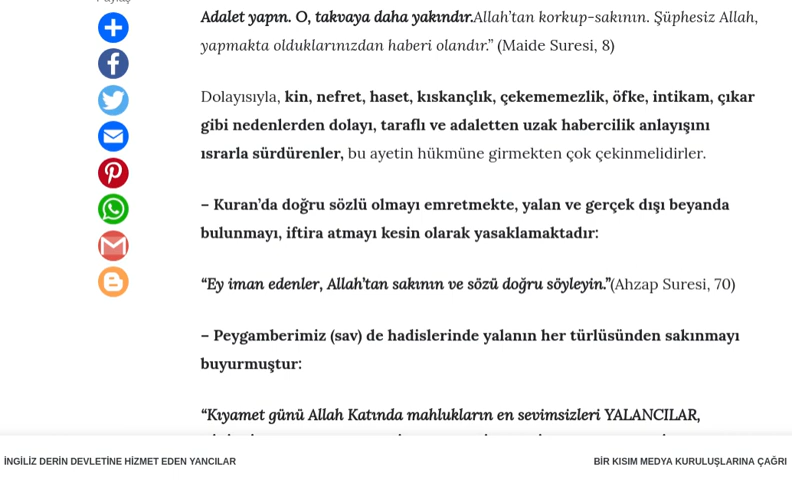 Adalet yapın. O, takvaya daha yakındır.Allah’tan korkup-sakının. Şüphesiz Allah,
yapmakta olduklarınızdan haberi olandır.” (Maide Suresi, 8)
Dolayısıyla, kin, nefret, haset, kıskançlık, çekememezlik, öfke, intikam, çıkar
gibi nedenlerden dolayı, taraflı ve adaletten uzak habercilik anlayışını
ısrarla sürdürenler, bu ayetin hükmüne girmekten çok çekinmelidirler.
– Kuran’da doğru sözlü olmayı emretmekte, yalan ve gerçek dışı beyanda
bulunmayı, iftira atmayı kesin olarak yasaklamaktadır:
“Ey iman edenler, Allah’tan sakının ve sözü doğru söyleyin.”(Ahzap Suresi, 70)
– Peygamberimiz (sav) de hadislerinde yalanın her türlüsünden sakınmayı
buyurmuştur:
“Kıyamet günü Allah Katında mahlukların en sevimsizleri YALANCILAR,
İNGİLİZ DERİN DEVLETİNE HİZMET EDEN YANCILAR
BİR KISIM MEDYA KURULUŞLARINA ÇAĞRI